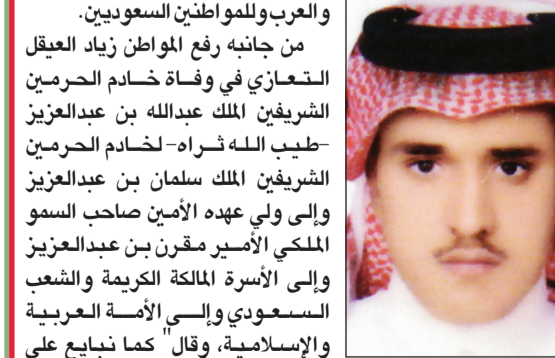 والعرب وللمواطنين السعوديين.
من جانبه رفع المواطن زياد العيقل
التعازي في وفاة خادم الحرمين
الشريفين الملك عبدالله بن عبدالعزيز
-طيب الله ثراه- لخادم الحرمين
الشريفين الملك سلمان بن عبدالعزيز
وإلى ولي عهده الأمين صاحب السمو
الملكي الأمير مقرن بن عبدالعزيز
وإلى الأسرة المالكة الكريمة والشعب
السعودي وإلى الأمة العربية
والإسلامية، وقال" كما نبايع على